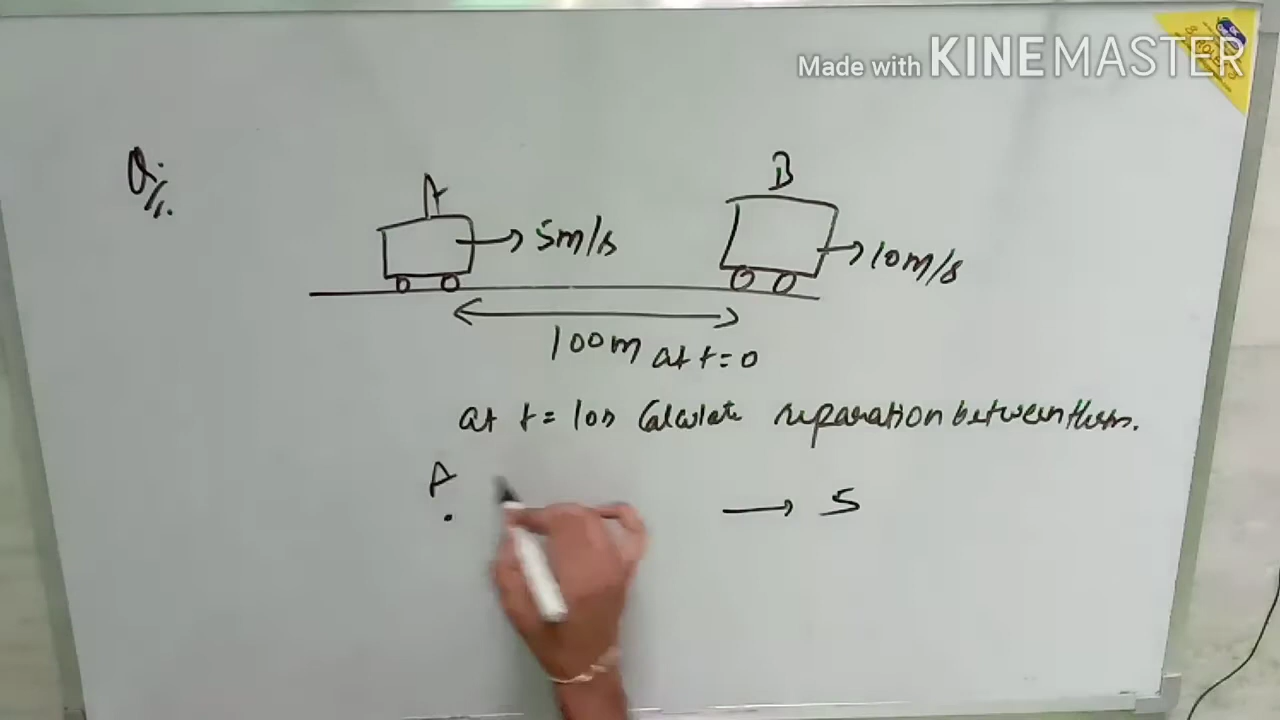 Made with KINEMASTER
Q:
A
B
5m/s
10m/s
100m at t=0
at t = 10s Calculate separation between them.
A
5